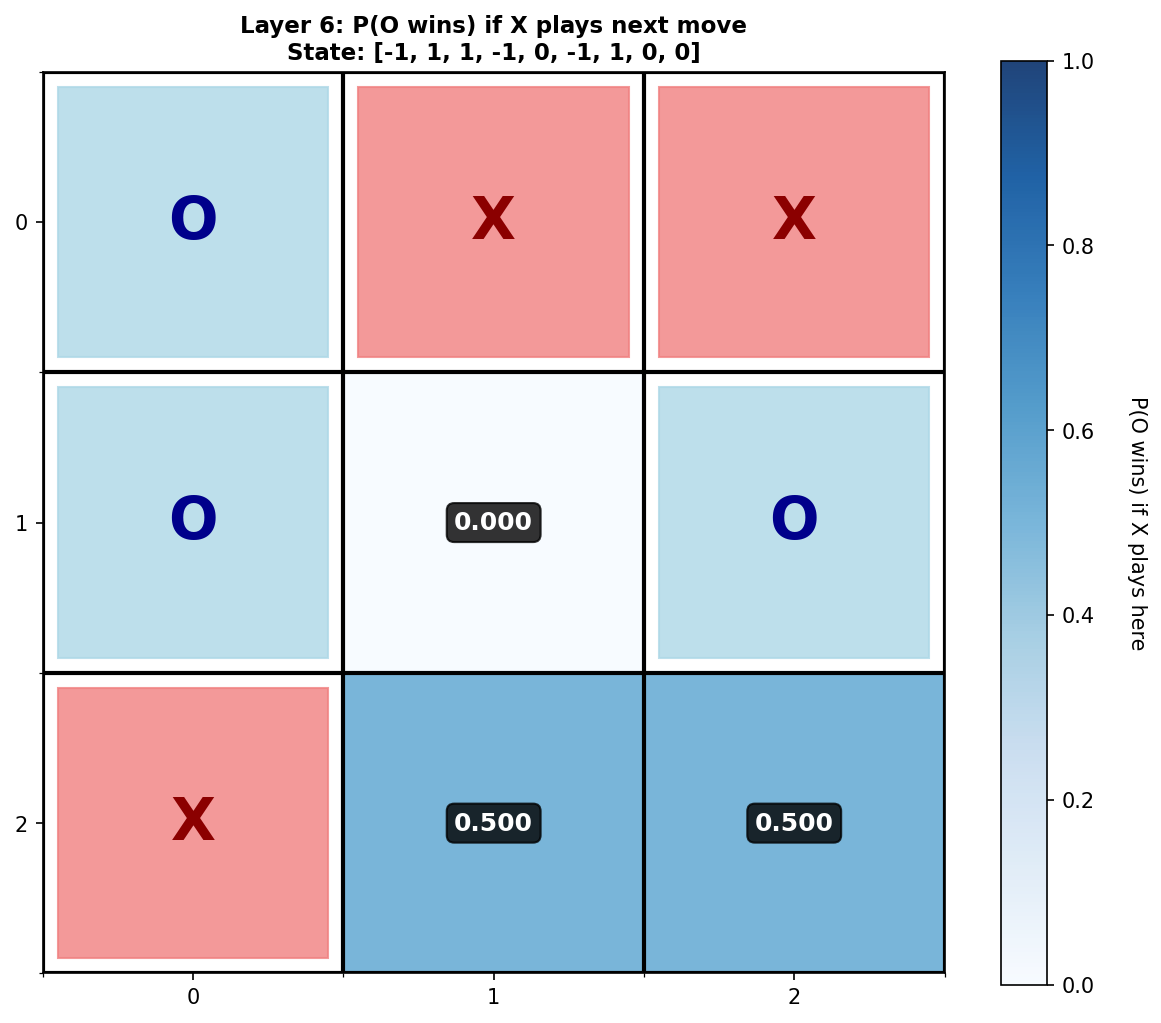 Layer 6: P(O wins) if X plays next move
State: [-1, 1, 1, -1, 0, -1, 1, 0, 0]
1.0
0
O
X
X
0.8
0.6
1
O
0.000
O
P(O wins) if X plays here
0.4
2
X
0.500
0.500
0.2
0.0
0
1
2